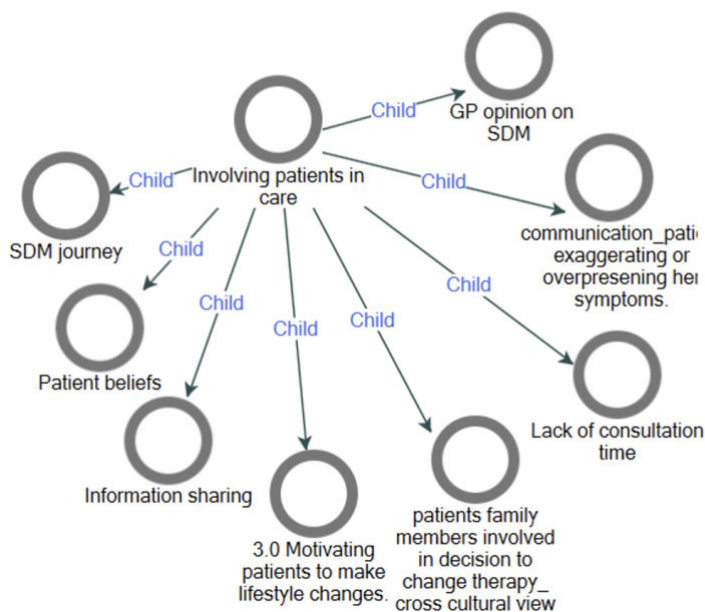 GP opinion on
SDM
Child
Involving patients in
care
Child
SDM journey
Child
communication_pati
exaggerating or
overpresening her
symptoms.
Child
Patient beliefs
Child
Information sharing
Child
3.0 Motivating
patients to make
lifestyle changes.
Child
patients family
members involved
in decision to
change therapy_
cross cultural view
Child
Lack of consultation
time